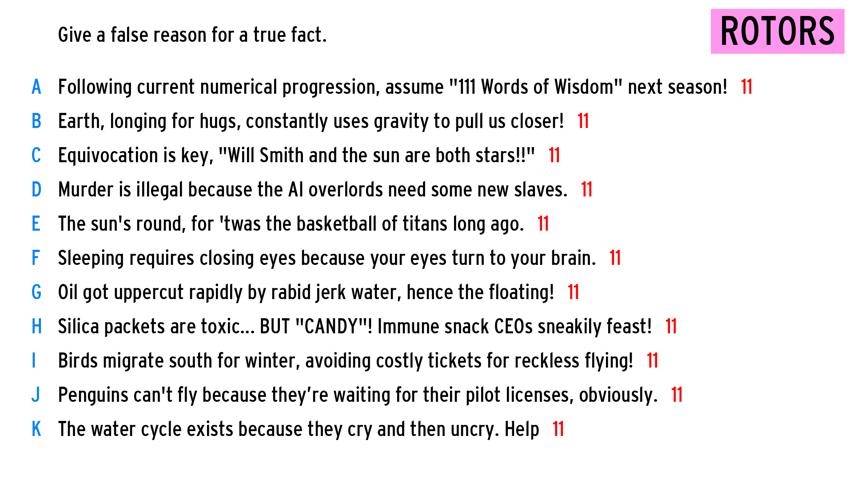 Give a false reason for a true fact.
ROTORS
A Following current numerical progression, assume "111 Words of Wisdom" next season! 11
B Earth, longing for hugs, constantly uses gravity to pull us closer! 11
C Equivocation is key, "Will Smith and the sun are both stars!!" 11
D Murder is illegal because the AI overlords need some new slaves. 11
E The sun's round, for 'twas the basketball of titans long ago. 11
F Sleeping requires closing eyes because your eyes turn to your brain. 11
G Oil got uppercut rapidly by rabid jerk water, hence the floating! 11
H Silica packets are toxic... BUT "CANDY"! Immune snack CEOs sneakily feast! 11
I Birds migrate south for winter, avoiding costly tickets for reckless flying! 11
J Penguins can't fly because they’re waiting for their pilot licenses, obviously. 11
K The water cycle exists because they cry and then uncry. Help 11